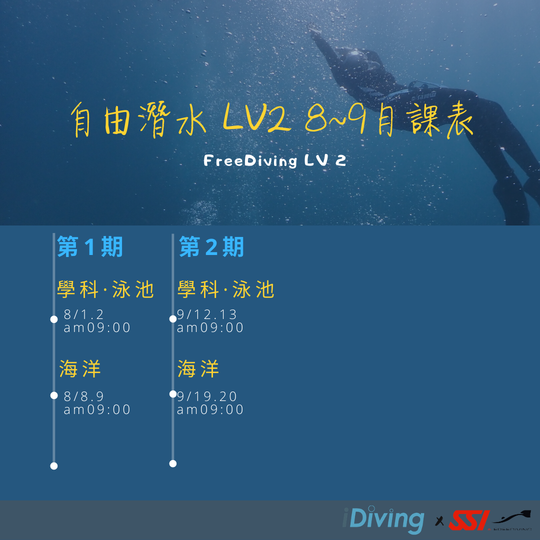 自由潛水 LV2 8~9月課表
FreeDiving LV 2
第1期
學科·泳池
8/1.2
am09:00
海洋
8/8.9
am09:00
第2期
學科·泳池
9/12.13
am09:00
海洋
9/19.20
am09:00
Diving x SSI